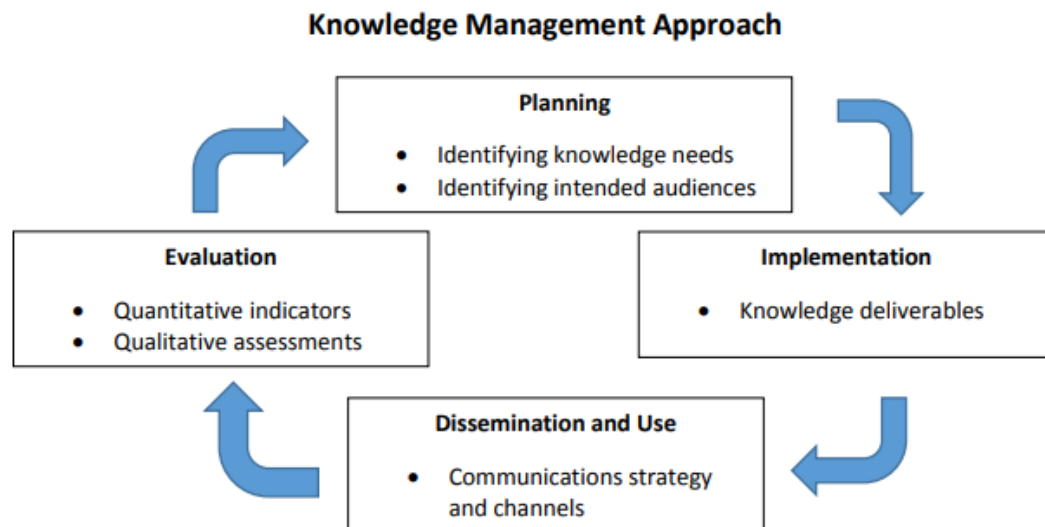 Knowledge Management Approach
Planning
• Identifying knowledge needs
• Identifying intended audiences
Evaluation
• Quantitative indicators
• Qualitative assessments
Implementation
• Knowledge deliverables
Dissemination and Use
• Communications strategy
and channels